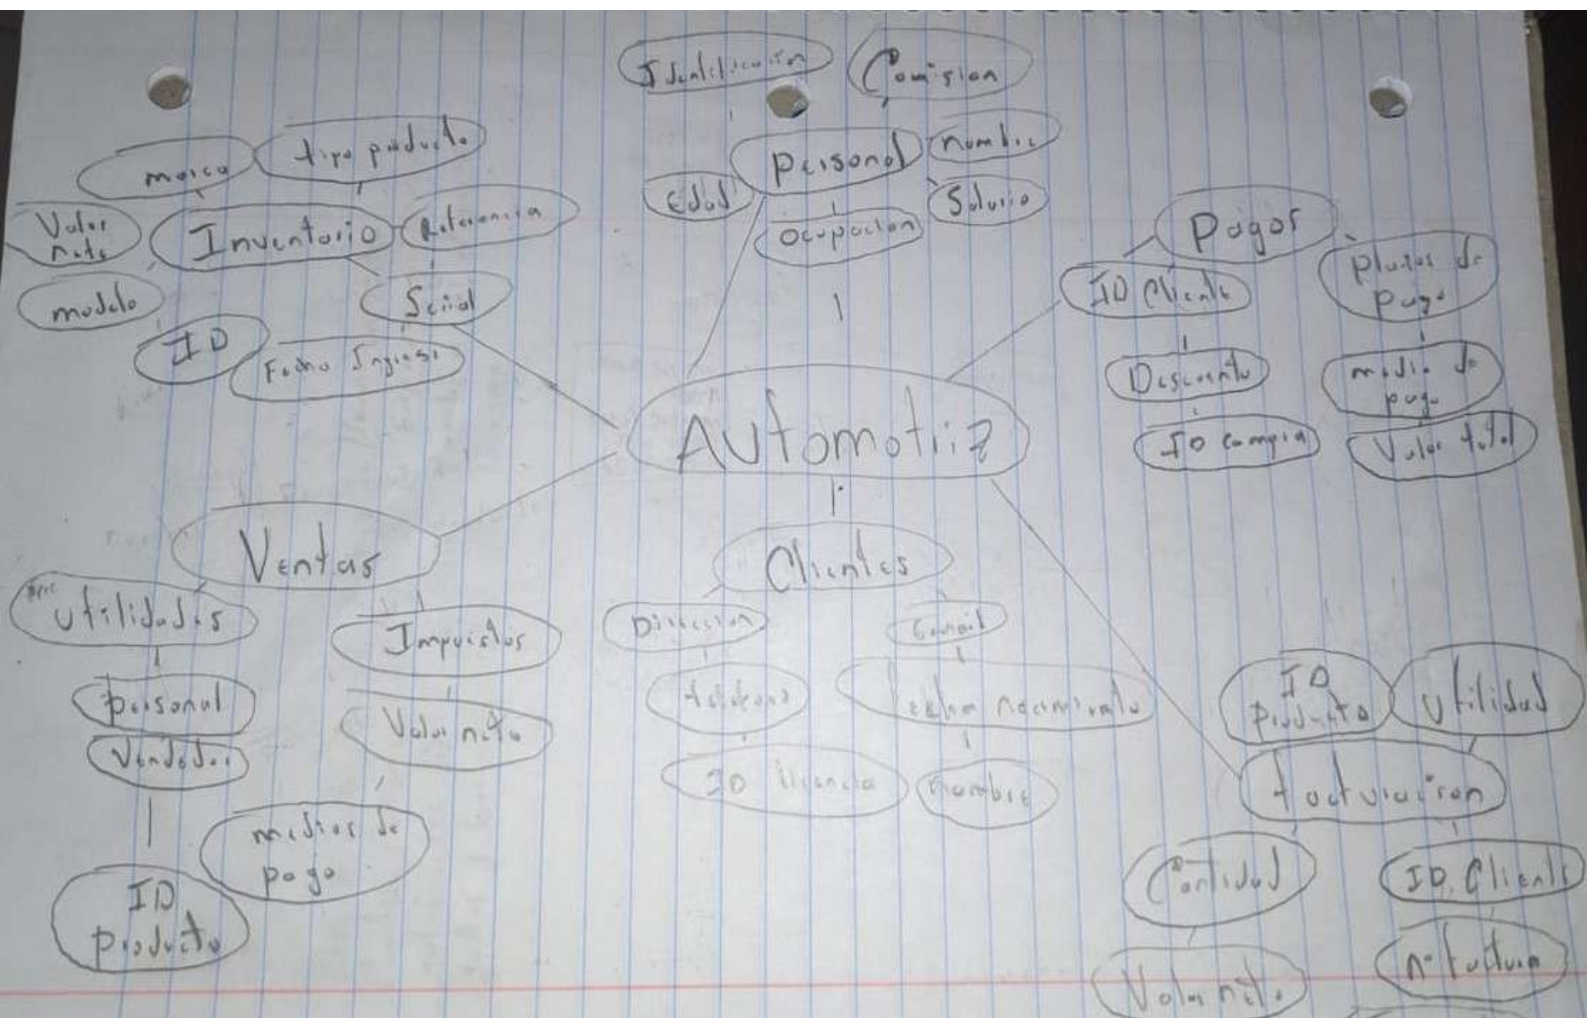 Identificación
Comision
marca
tipo producto
personal
nombre
Edad
Salario
Ocupacion
Valor
neto
Inventario
Referencia
modelo
Serial
ID
Fecha Ingreso
Pagos
ID Cliente
Plazos de
pago
Descuento
medio de
pago
ID compra
Valor total
Automotriz
Ventas
Utilidades
Impuestos
personal
Vendedor
Valor neto
medios de
pago
ID
producto
Clientes
Direccion
telefono
fecha nacimiento
ID licencia
nombre
ID
producto
Utilidad
facturacion
Cantidad
ID. Cliente
n- factura
Valor neto